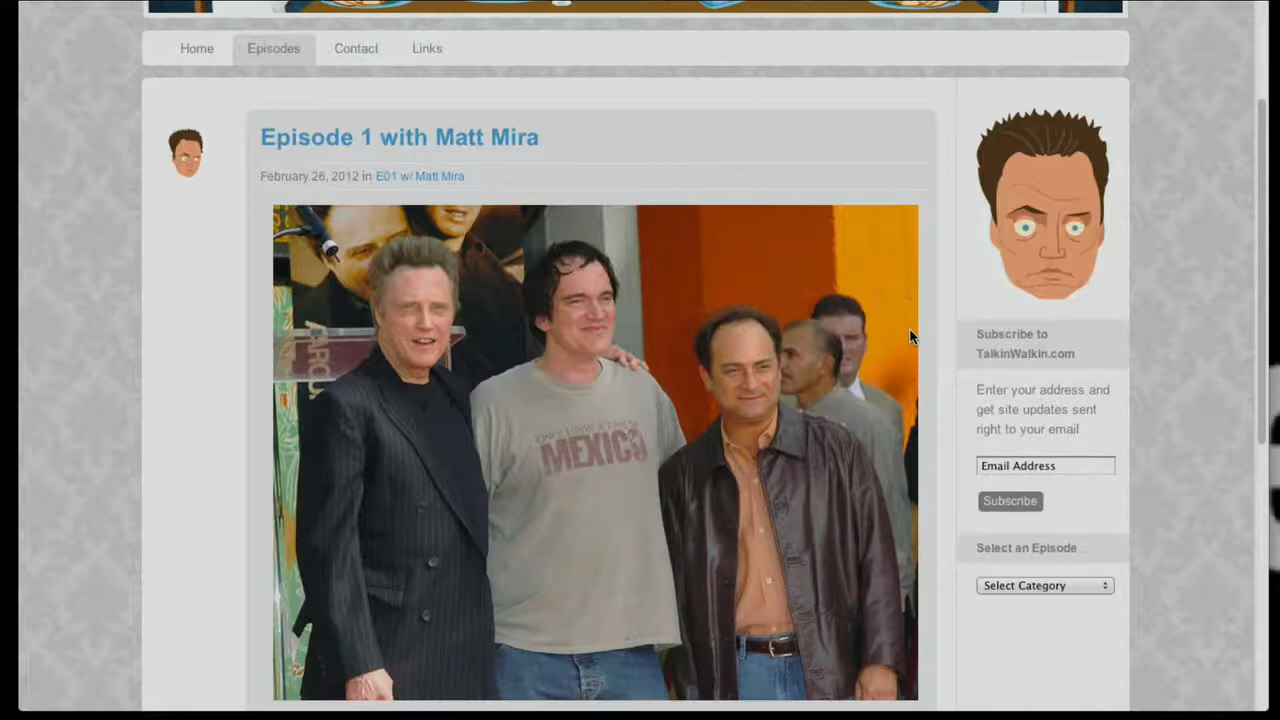 Home Episodes Contact Links
Episode 1 with Matt Mira
February 26, 2012 in E01 w/ Matt Mira
MEXICO
Subscribe to
TalkinWalkin.com
Enter your address and
get site updates sent
right to your email
Email Address
Subscribe
Select an Episode
Select Category